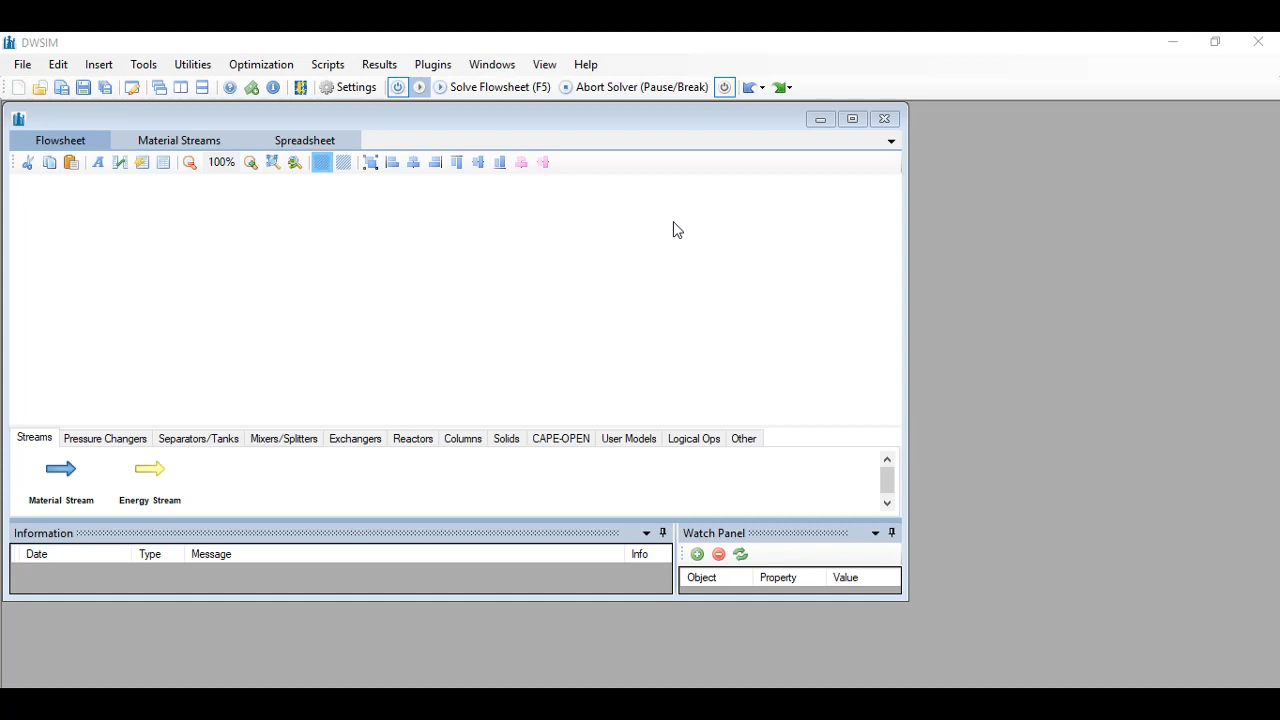 DWSIM
File Edit Insert Tools Utilities Optimization Scripts Results Plugins Windows View Help
Settings Solve Flowsheet (F5) Abort Solver (Pause/Break)
Flowsheet Material Streams Spreadsheet
100%
Streams Pressure Changers Separators/Tanks Mixers/Splitters Exchangers Reactors Columns Solids CAPE-OPEN User Models Logical Ops Other
Material Stream Energy Stream
Information Watch Panel
Date Type Message Info
Object Property Value